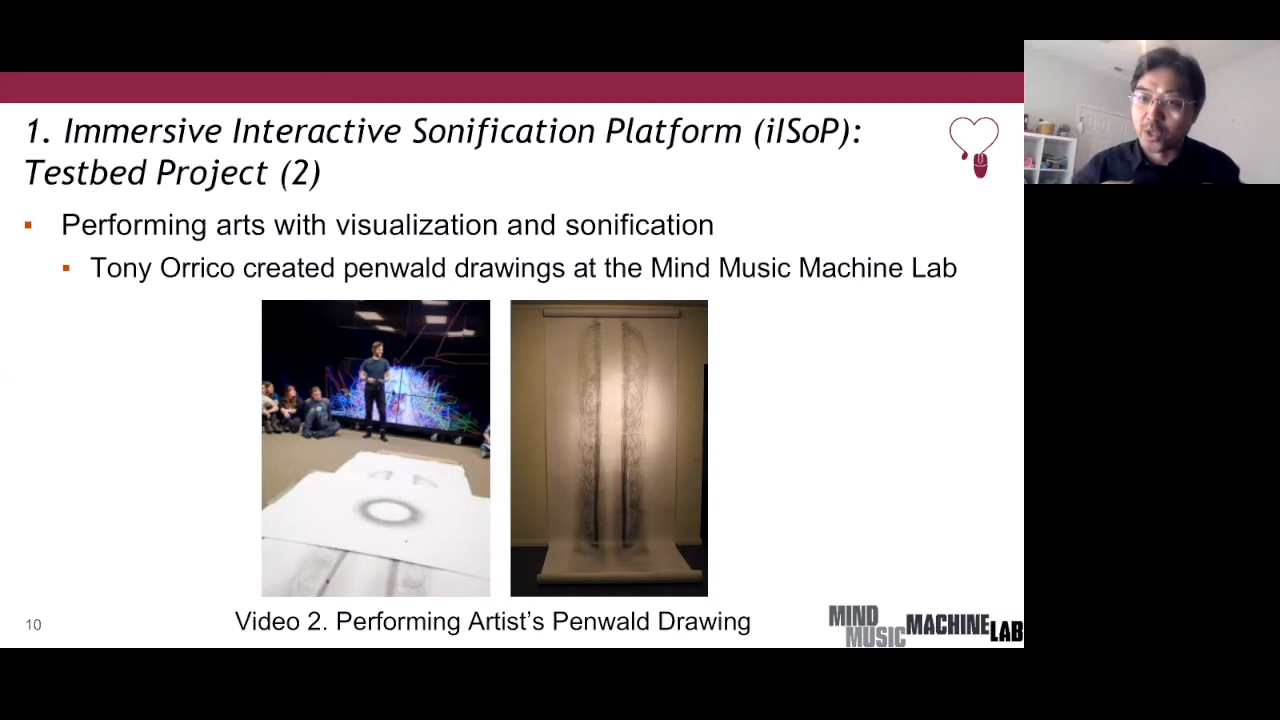 1. Immersive Interactive Sonification Platform (iISoP):
Testbed Project (2)
Performing arts with visualization and sonification
Tony Orrico created penwald drawings at the Mind Music Machine Lab
Video 2. Performing Artist's Penwald Drawing
10
MIND
MUSIC
MACHINE LAB